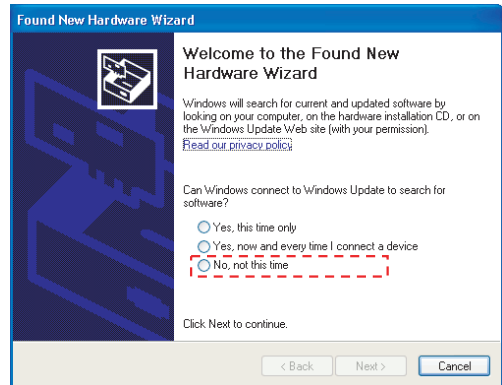 Found New Hardware Wizard
Welcome to the Found New
Hardware Wizard
Windows will search for current and updated software by
looking on your computer, on the hardware installation CD, or on
the Windows Update Web site (with your permission).
Read our privacy policy
Can Windows connect to Windows Update to search for
software?
Yes, this time only
Yes, now and every time I connect a device
No, not this time
Click Next to continue.
< Back Next > Cancel